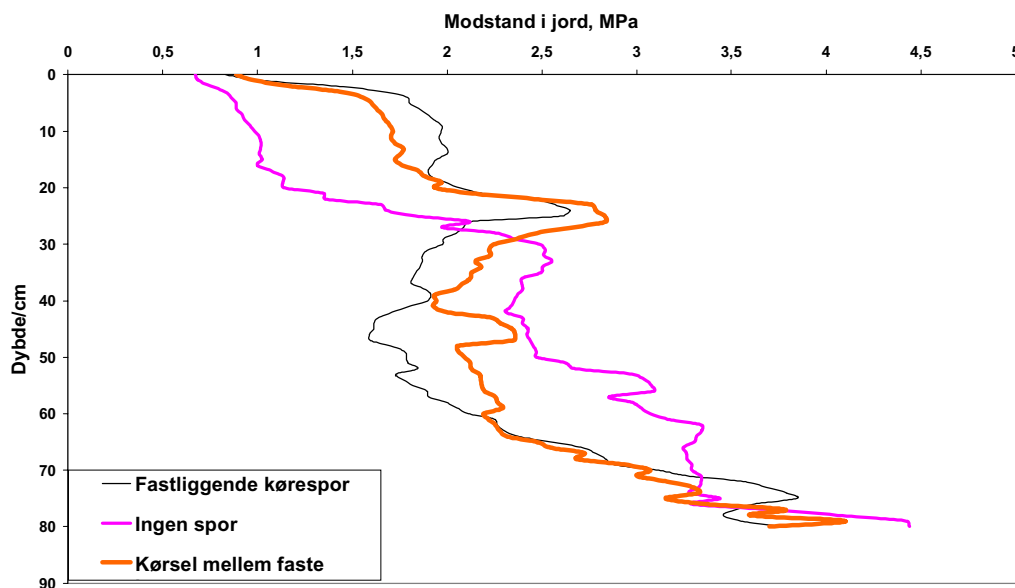 Modstand i jord, MPa
0 0,5 1 1,5 2 2,5 3 3,5 4 4,5 5
0
10
20
30
40
50
60
70
80
90
Dybde/cm
Fastliggende kørespor
Ingen spor
Kørsel mellem faste